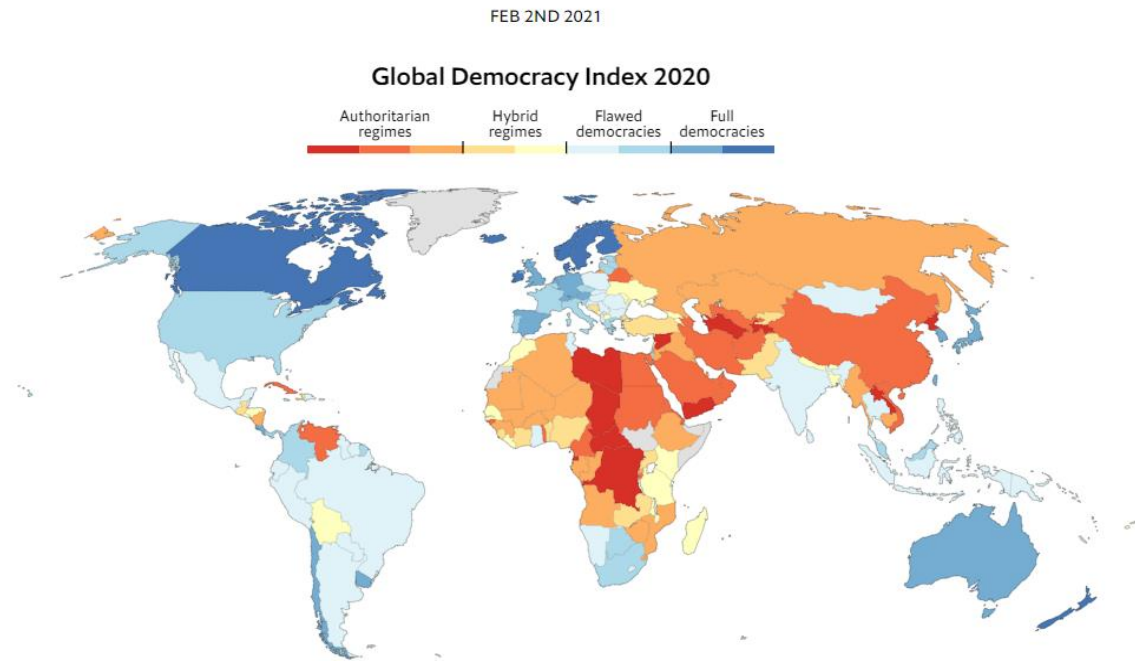 FEB 2ND 2021
Global Democracy Index 2020
Authoritarian
regimes
Hybrid
regimes
Flawed
democracies
Full
democracies